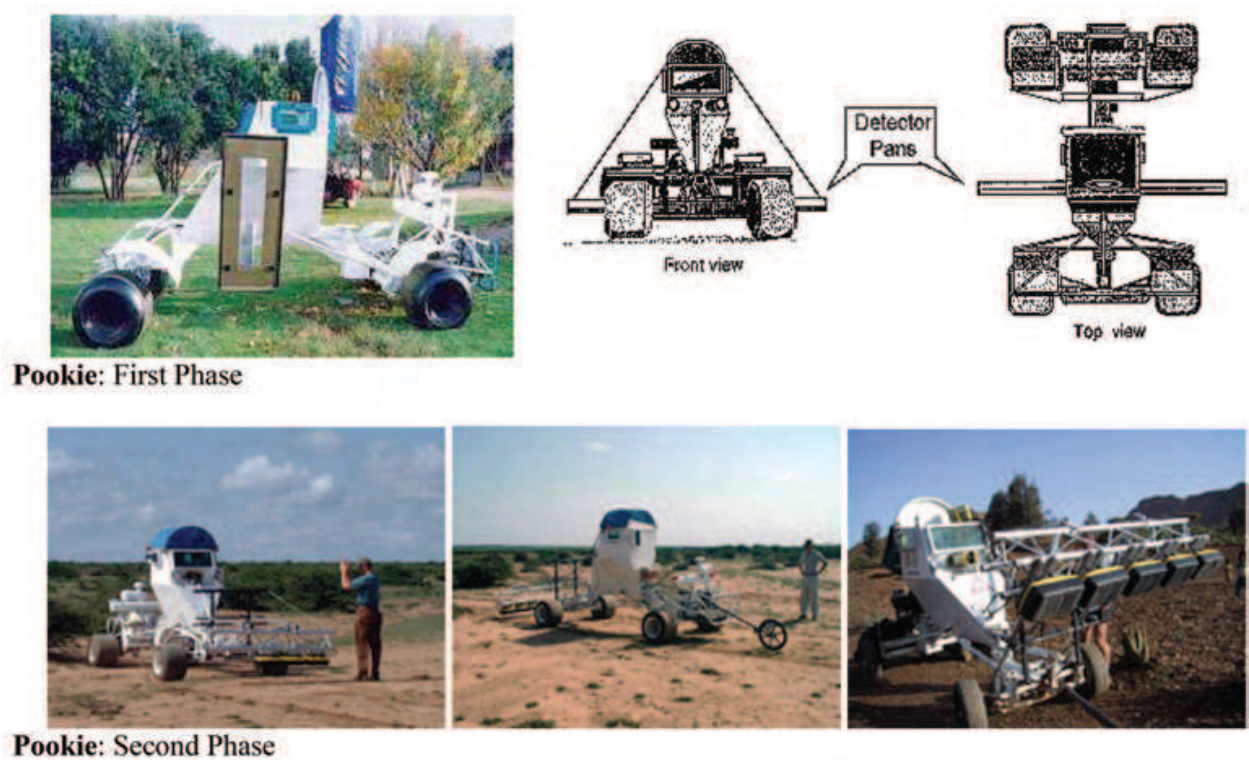 Detector
Pans
Front view
Top view
Pookie: First Phase
Pookie: Second Phase